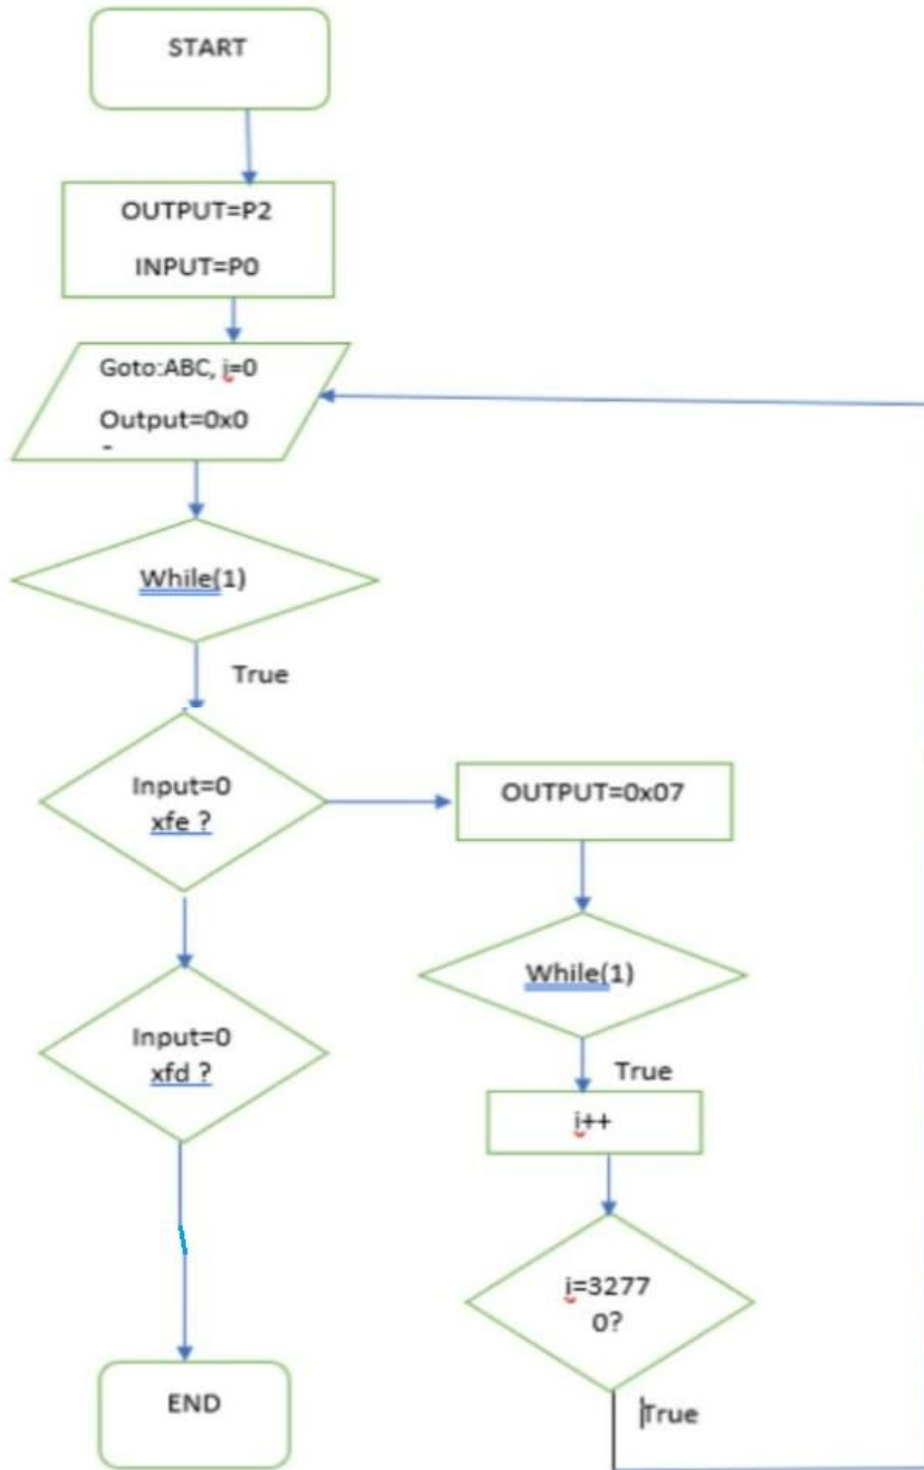 START
OUTPUT=P2
INPUT=P0
Goto:ABC, i=0
Output=0x0
-
While(1)
True
Input=0
xfe ?
OUTPUT=0x07
While(1)
True
i++
i=3277
0?
True
Input=0
xfd ?
END